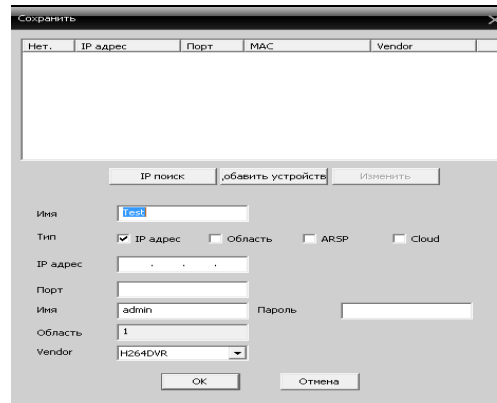 Сохранить
Нет. IP адрес Порт MAC Vendor
IP поиск ,обавить устройств Изменить
Имя Test
Тип IP адрес Область ARSP Cloud
IP адрес . . .
Порт
Имя admin Пароль
Область 1
Vendor H264DVR
OK Отмена